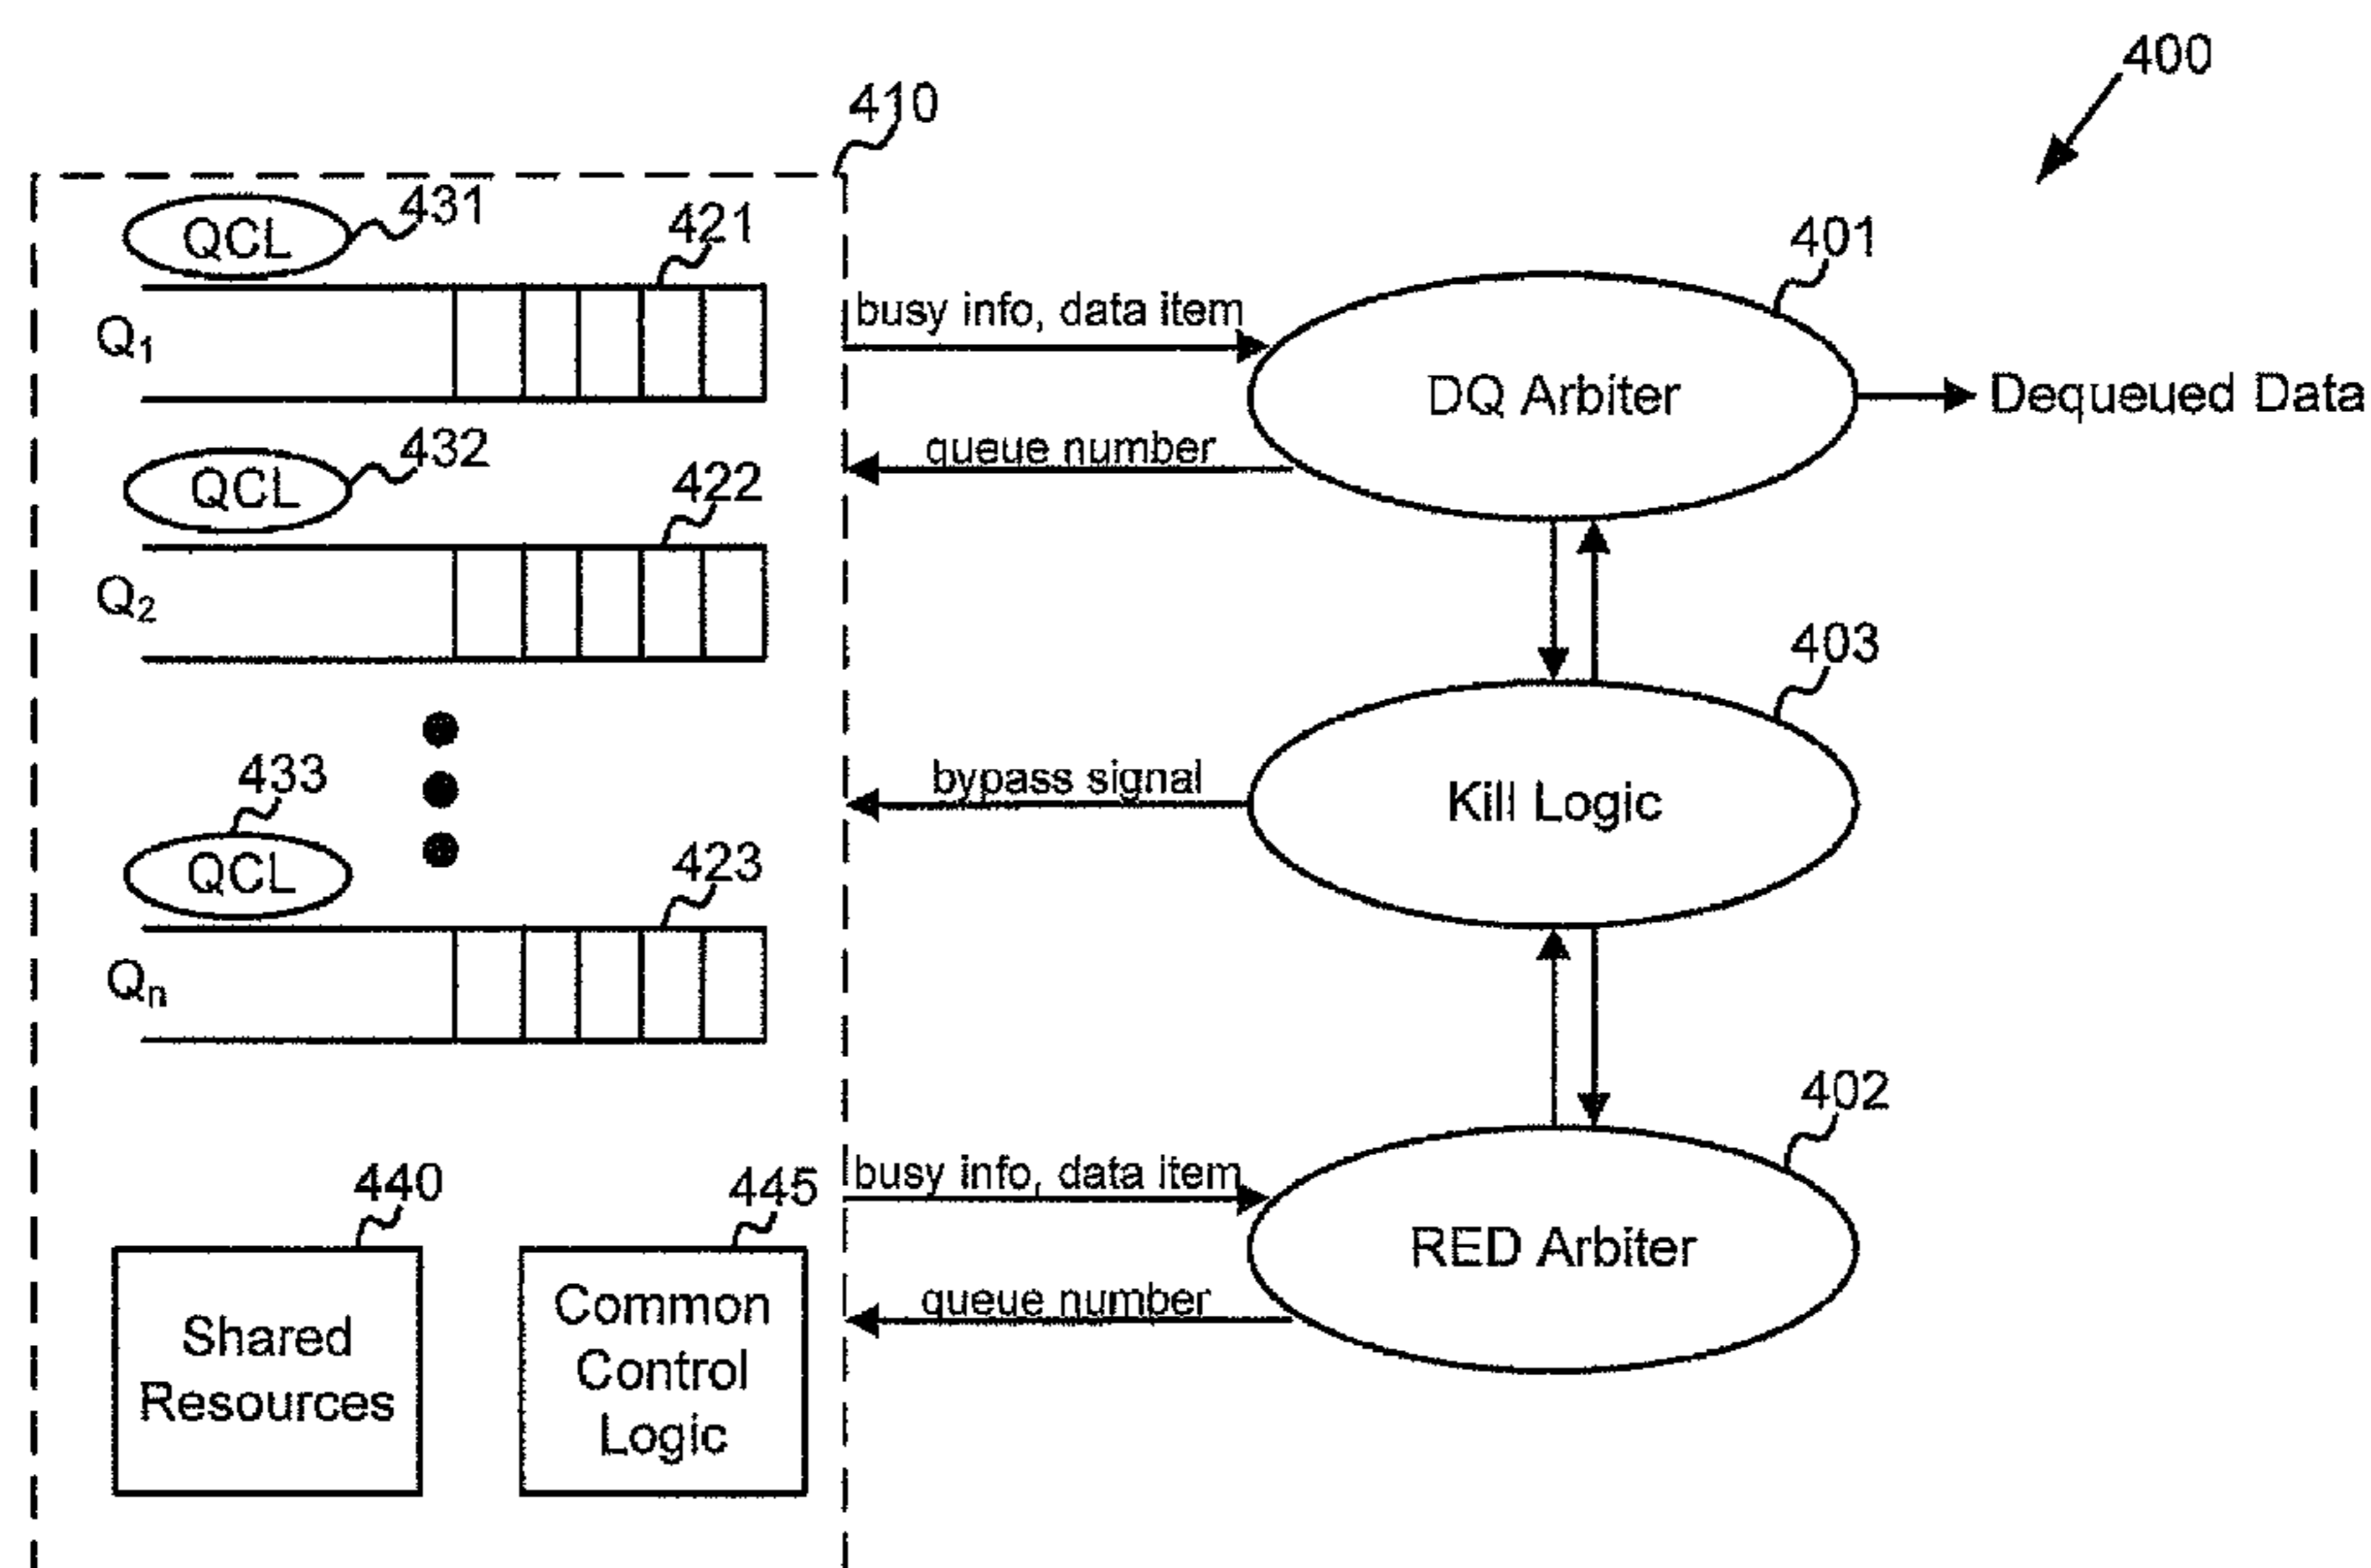 400
410
QCL
431
421
Q1
busy info, data item
401
DQ Arbiter
Dequeued Data
queue number
QCL
432
422
Q2
403
Kill Logic
bypass signal
433
QCL
423
Qn
402
busy info, data item
RED Arbiter
queue number
440
Shared
Resources
445
Common
Control
Logic